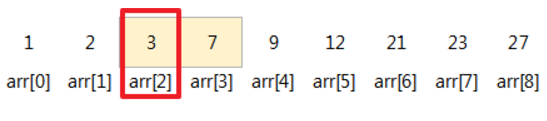 1 2 3 7 9 12 21 23 27
arr[0] arr[1] arr[2] arr[3] arr[4] arr[5] arr[6] arr[7] arr[8]